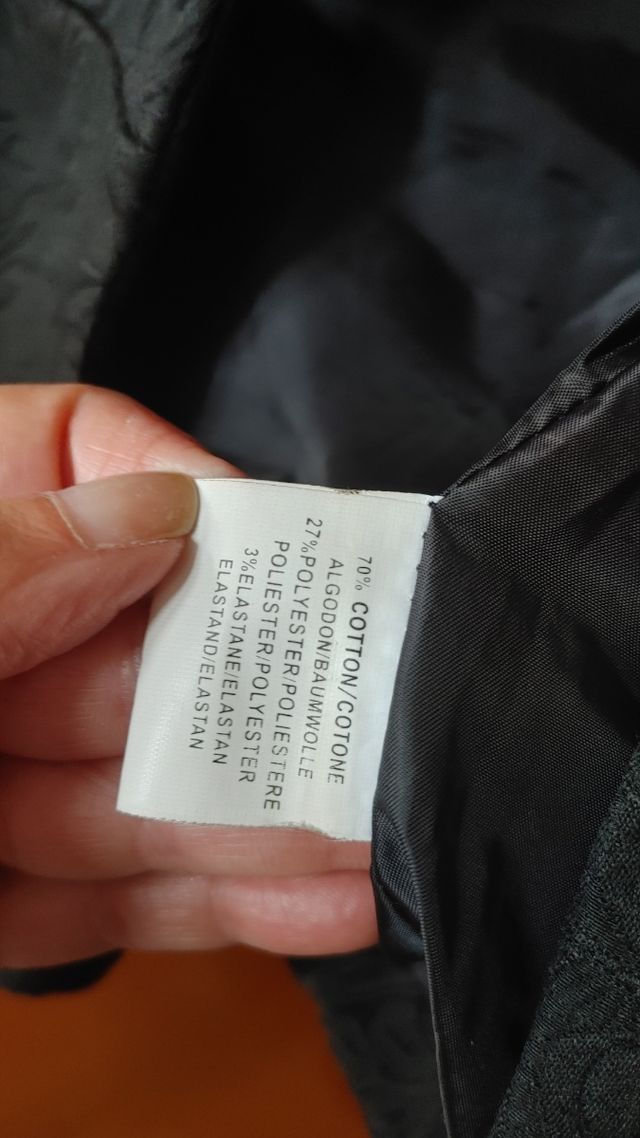 70% COTTON/COTONE
ALGODON/BAUMWOLLE
27%POLYESTER/POLIESTERE
POLIESTER/POLYESTER
3%ELASTANE/ELASTAN
ELASTAND/ELASTAN